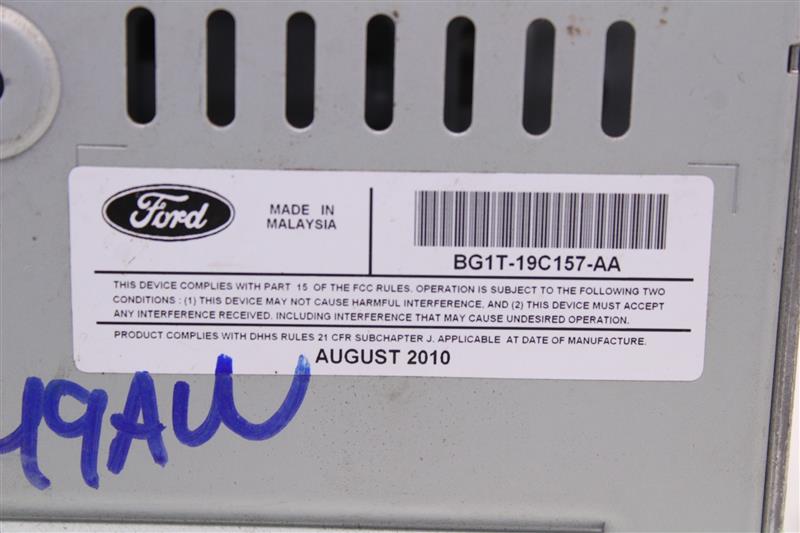 Ford
MADE IN
MALAYSIA
BG1T-19C157-AA
THIS DEVICE COMPLIES WITH PART 15 OF THE FCC RULES. OPERATION IS SUBJECT TO THE FOLLOWING TWO
CONDITIONS : (1) THIS DEVICE MAY NOT CAUSE HARMFUL INTERFERENCE, AND (2) THIS DEVICE MUST ACCEPT
ANY INTERFERENCE RECEIVED. INCLUDING INTERFERENCE THAT MAY CAUSE UNDESIRED OPERATION.
PRODUCT COMPLIES WITH DHHS RULES 21 CFR SUBCHAPTER J. APPLICABLE AT DATE OF MANUFACTURE.
AUGUST 2010